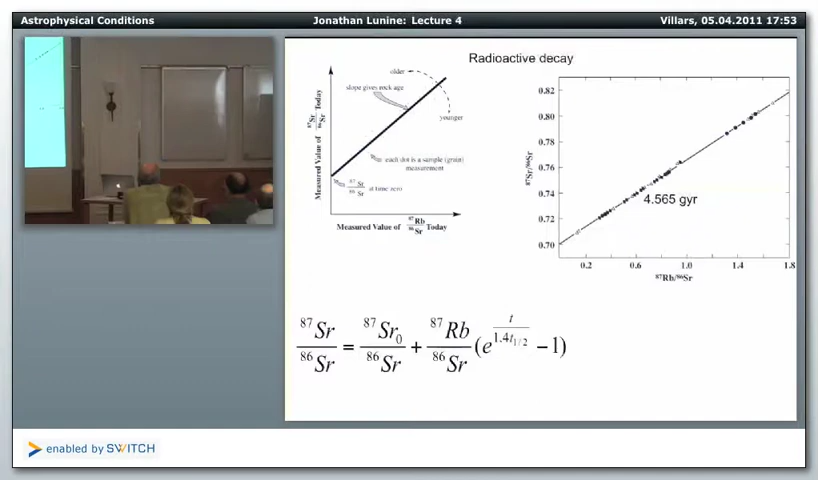 Astrophysical Conditions
Jonathan Lunine: Lecture 4
Villars, 05.04.2011 17:53
Radioactive decay
older
slope gives rock age
younger
each dot is a sample (grain)
measurement
87Sr
86Sr at time zero
Measured Value of 87Sr/86Sr Today
Measured Value of 87Rb/86Sr Today
0.82
0.80
0.76
0.74
0.72
0.70
87Sr/86Sr
4.565 gyr
0.2 0.6 1.0 1.4 1.8
87Rb/86Sr
87Sr/86Sr = 87Sr0/86Sr + 87Rb/86Sr (e^(t/1.4t1/2) − 1)
enabled by SWITCH